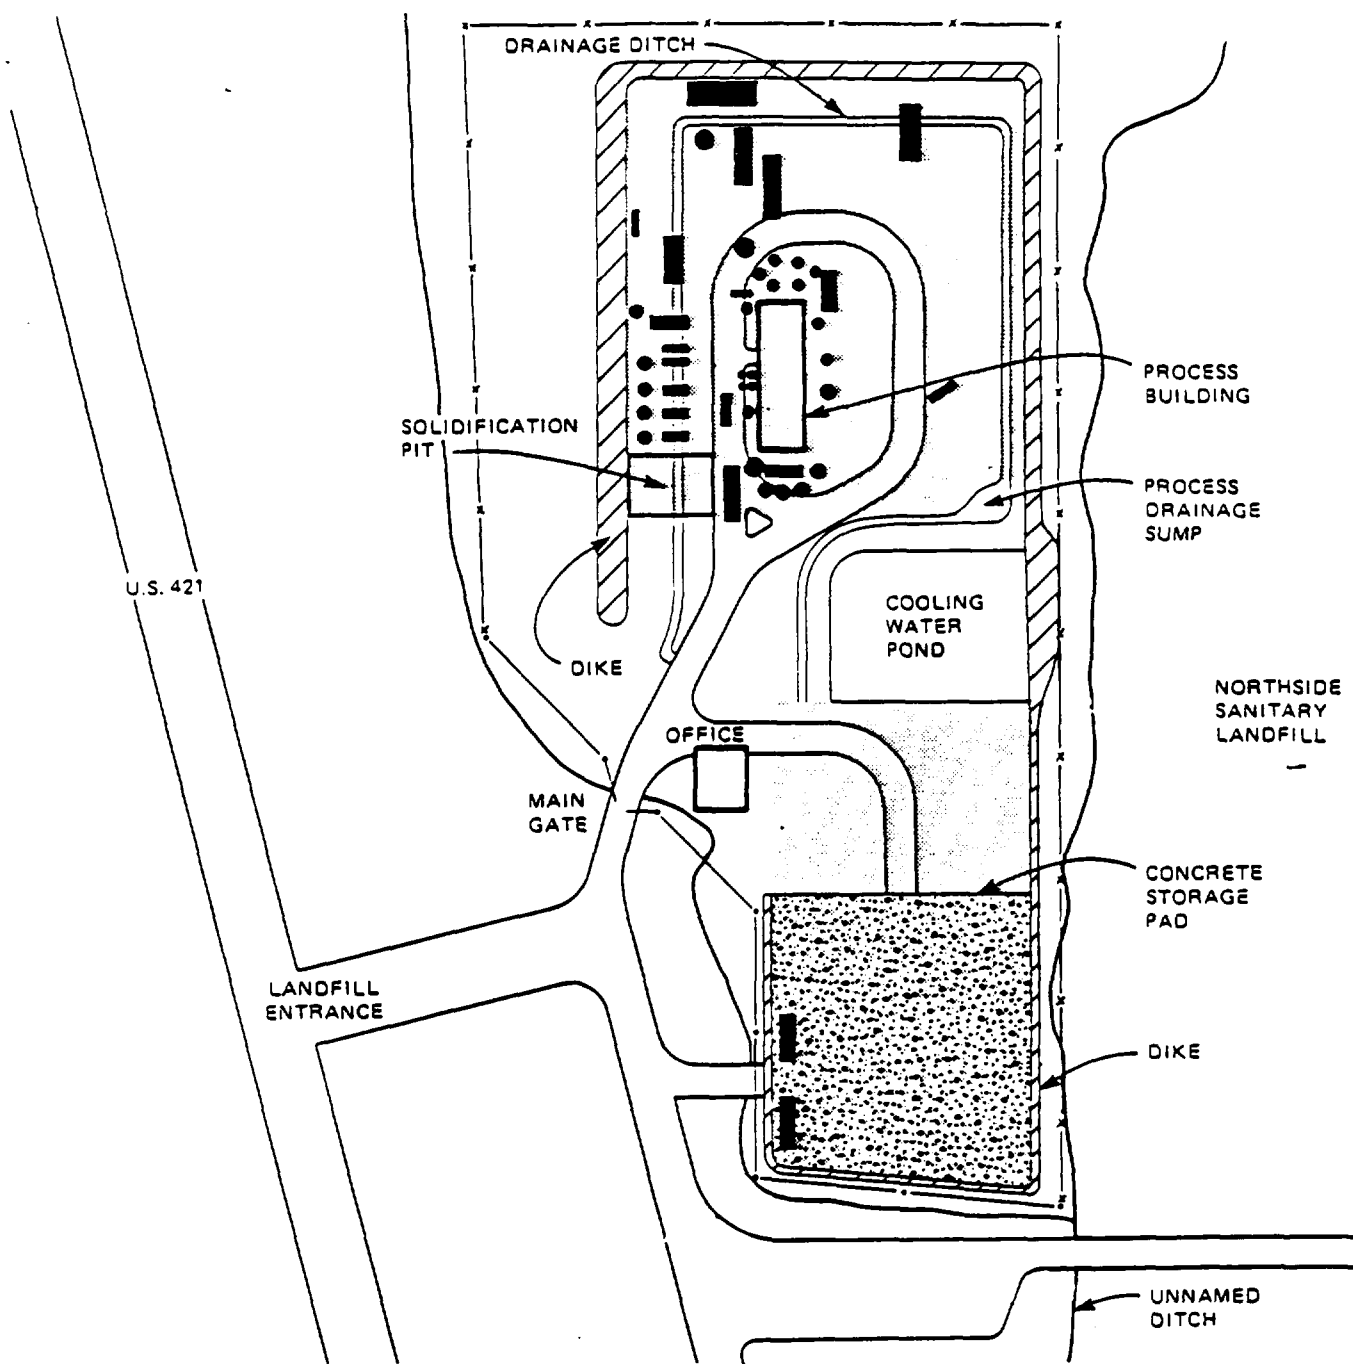 DRAINAGE DITCH
PROCESS
BUILDING
SOLIDIFICATION
PIT
PROCESS
DRAINAGE
SUMP
U.S. 421
COOLING
WATER
POND
DIKE
NORTHSIDE
SANITARY
LANDFILL
OFFICE
MAIN
GATE
CONCRETE
STORAGE
PAD
LANDFILL
ENTRANCE
DIKE
UNNAMED
DITCH